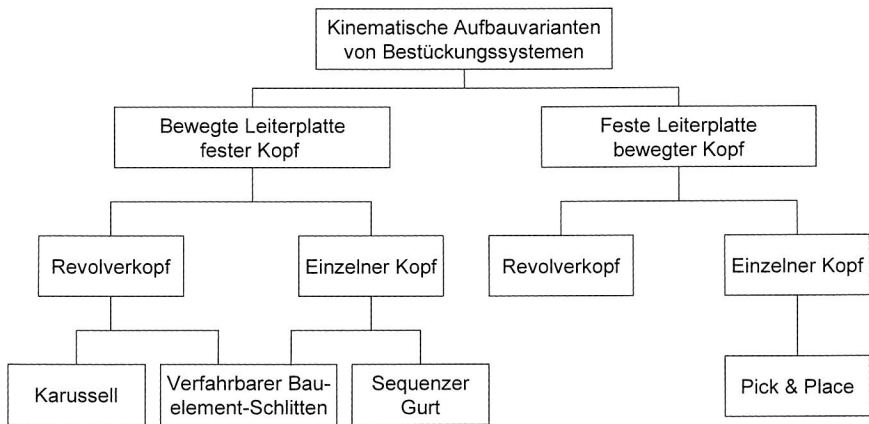 Kinematische Aufbauvarianten
von Bestückungssystemen
Bewegte Leiterplatte
fester Kopf
Feste Leiterplatte
bewegter Kopf
Revolverkopf
Einzelner Kopf
Revolverkopf
Einzelner Kopf
Karussell
Verfahrbarer Bau-
element-Schlitten
Sequenzer
Gurt
Pick & Place